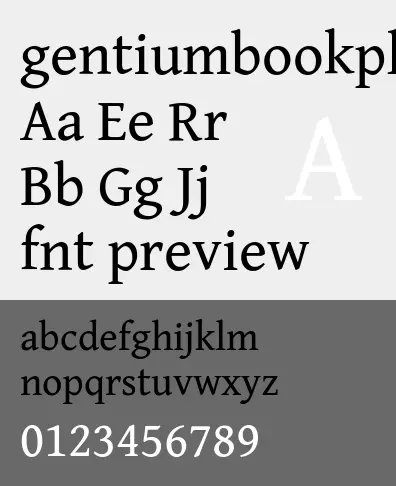 gentiumbookpl
Aa Ee Rr
Bb Gg Jj
A
fnt preview
abcdefghijklm
nopqrstuvwxyz
0123456789